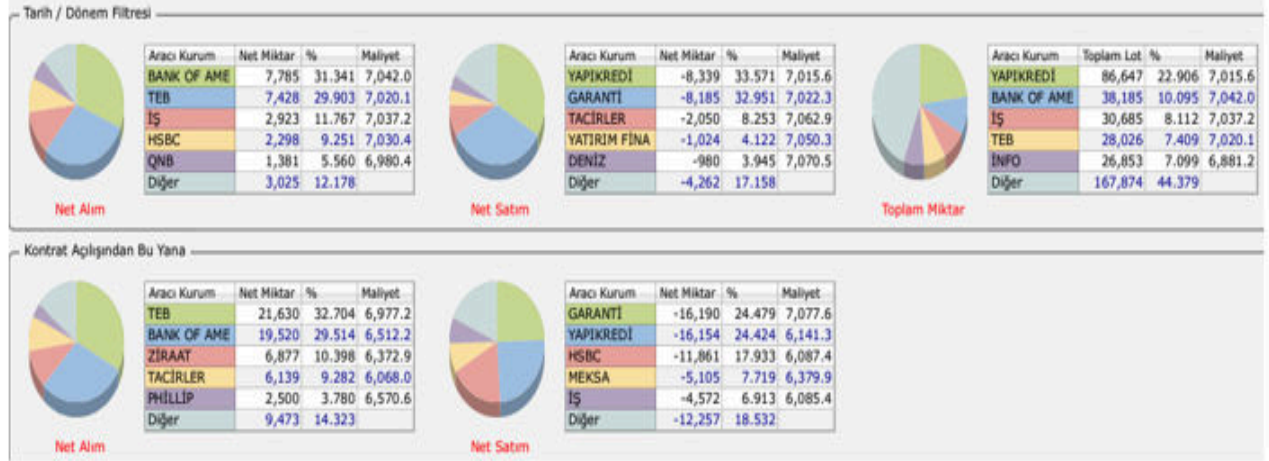 Tarih / Dönem Filtresi
Aracı Kurum Net Miktar % Maliyet
BANK OF AME 7,785 31.341 7,042.0
TEB 7,428 29.903 7,020.1
İŞ 2,923 11.767 7,037.2
HSBC 2,298 9.251 7,030.4
QNB 1,381 5.560 6,980.4
Diğer 3,025 12.178
Net Alım
Aracı Kurum Net Miktar % Maliyet
YAPIKREDİ -8,339 33.571 7,015.6
GARANTİ -8,185 32.951 7,022.3
TACİRLER -2,050 8.253 7,062.9
YATIRIM FİNA -1,024 4.122 7,050.3
DENİZ -980 3.945 7,070.5
Diğer -4,262 17.158
Net Satım
Aracı Kurum Toplam Lot % Maliyet
YAPIKREDİ 86,647 22.906 7,015.6
BANK OF AME 38,185 10.095 7,042.0
İŞ 30,685 8.112 7,037.2
TEB 28,026 7.409 7,020.1
İNFO 26,853 7.099 6,881.2
Diğer 167,874 44.379
Toplam Miktar
Kontrat Açılışından Bu Yana
Aracı Kurum Net Miktar % Maliyet
TEB 21,630 32.704 6,977.2
BANK OF AME 19,520 29.514 6,512.2
ZİRAAT 6,877 10.398 6,372.9
TACİRLER 6,139 9.282 6,068.0
PHİLLİP 2,500 3.780 6,570.6
Diğer 9,473 14.323
Net Alım
Aracı Kurum Net Miktar % Maliyet
GARANTİ -16,190 24.479 7,077.6
YAPIKREDİ -16,154 24.424 6,141.3
HSBC -11,861 17.933 6,087.4
MEKSA -5,105 7.719 6,379.9
İŞ -4,572 6.913 6,085.4
Diğer -12,257 18.532
Net Satım